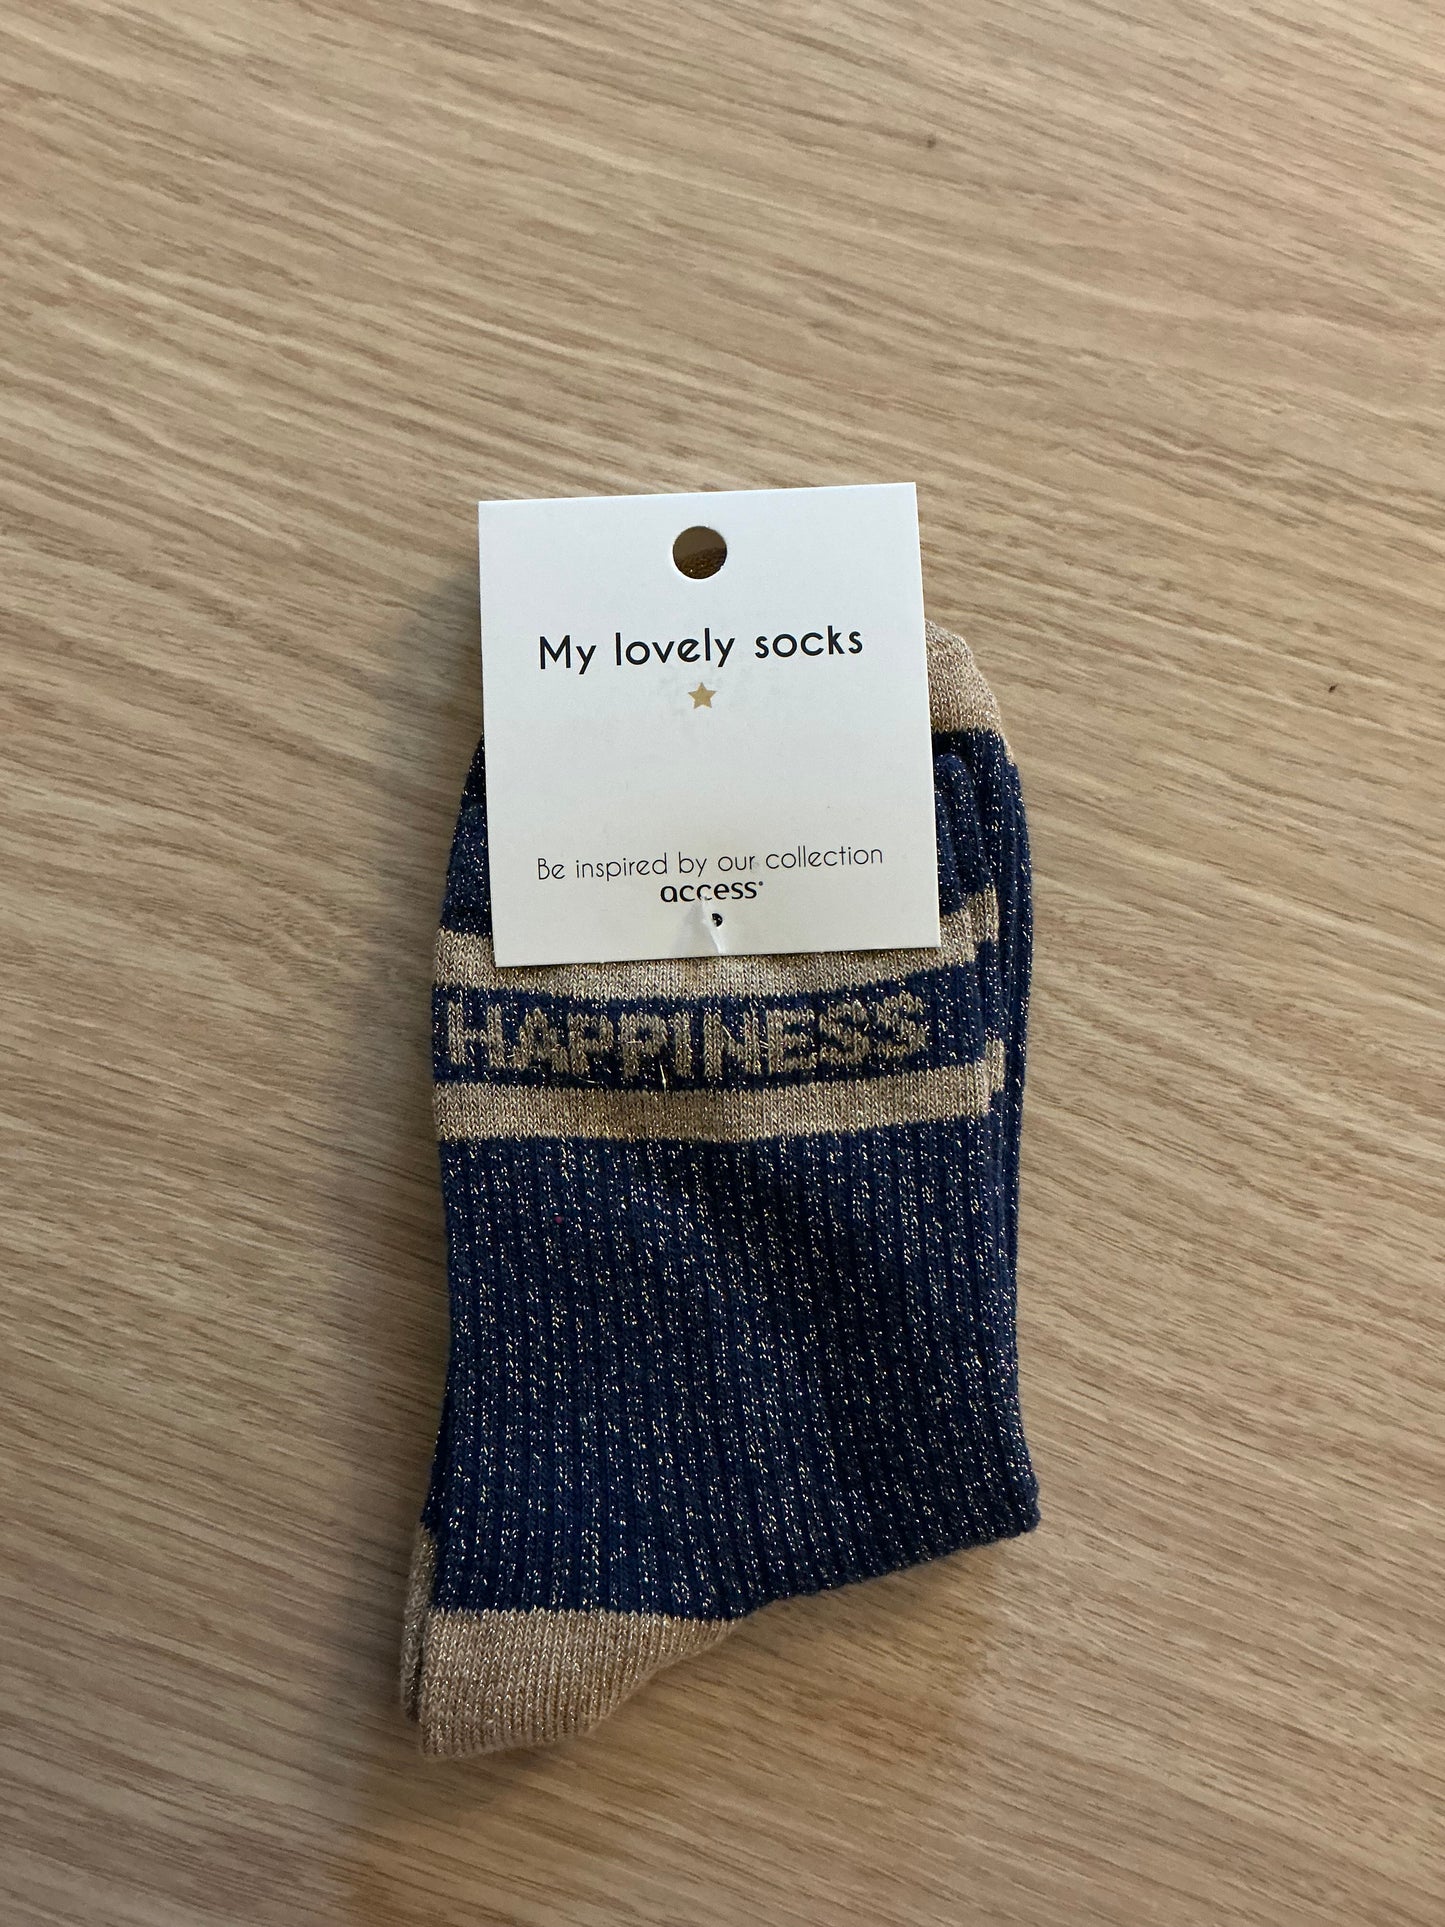 My lovely socks
Be inspired by our collection
access®
HAPPINESS